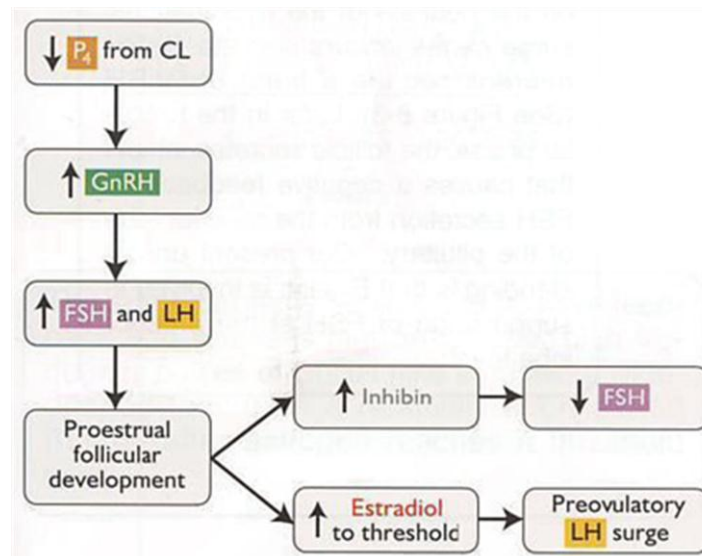 ↓ P₄ from CL
↑ GnRH
↑ FSH and LH
Proestrual
follicular
development
↑ Inhibin
↓ FSH
↑ Estradiol
to threshold
Preovulatory
LH surge